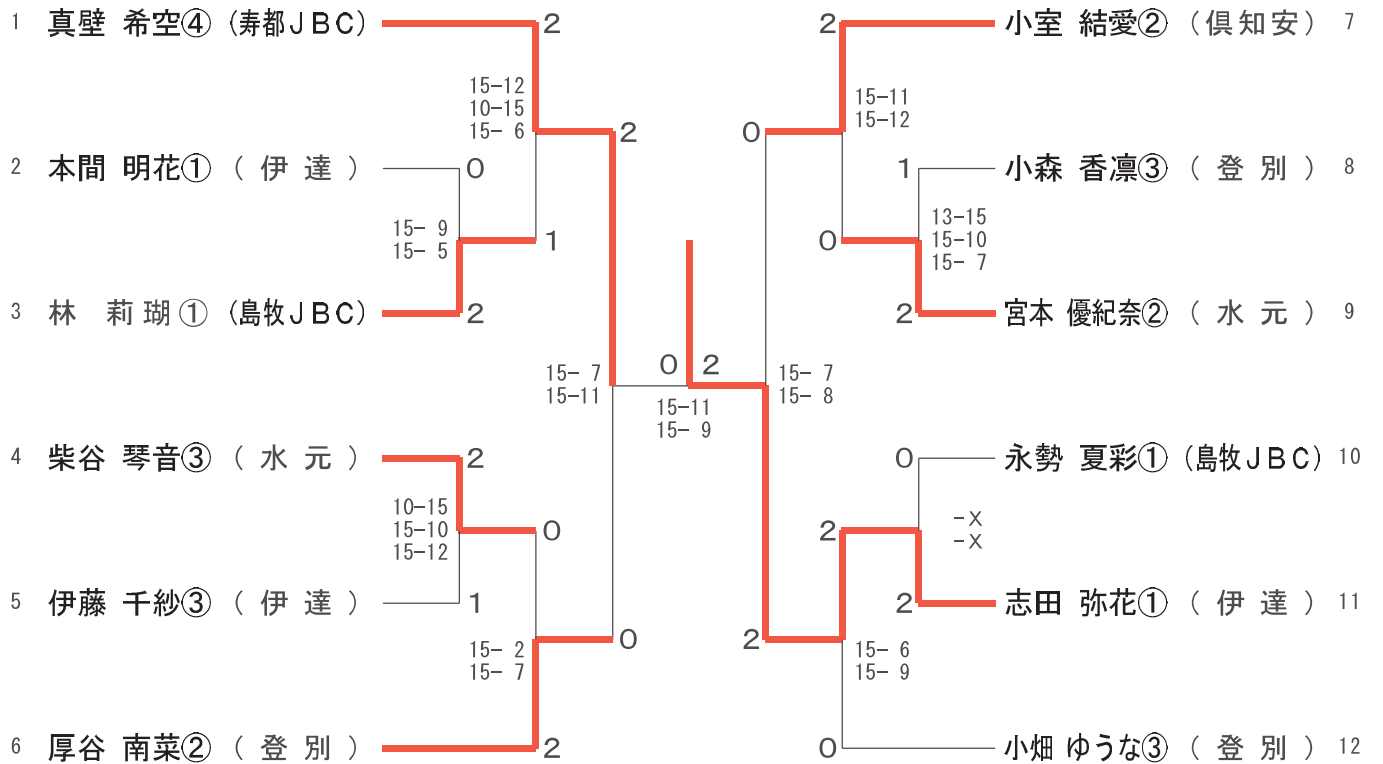 1 真壁 希空④ (寿都ＪＢＣ) 2
15-12
10-15
15- 6
2
2 本間 明花① ( 伊 達 ) 0
15- 9
15- 5
1
3 林 莉瑚① (島牧ＪＢＣ) 2
15- 7
15-11
4 柴谷 琴音③ ( 水 元 ) 2
10-15
15-10
15-12
0
5 伊藤 千紗③ ( 伊 達 ) 1
15- 2
15- 7
0
6 厚谷 南菜② ( 登 別 ) 2
0 2
15-11
15- 9
2 小室 結愛② (倶知安) 7
15-11
15-12
0
1 小森 香凛③ ( 登 別 ) 8
13-15
15-10
15- 7
0
2 宮本 優紀奈② ( 水 元 ) 9
15- 7
15- 8
0 永勢 夏彩① (島牧ＪＢＣ) 10
-X
-X
2
2 志田 弥花① ( 伊 達 ) 11
2
15- 6
15- 9
0 小畑 ゆうな③ ( 登 別 ) 12